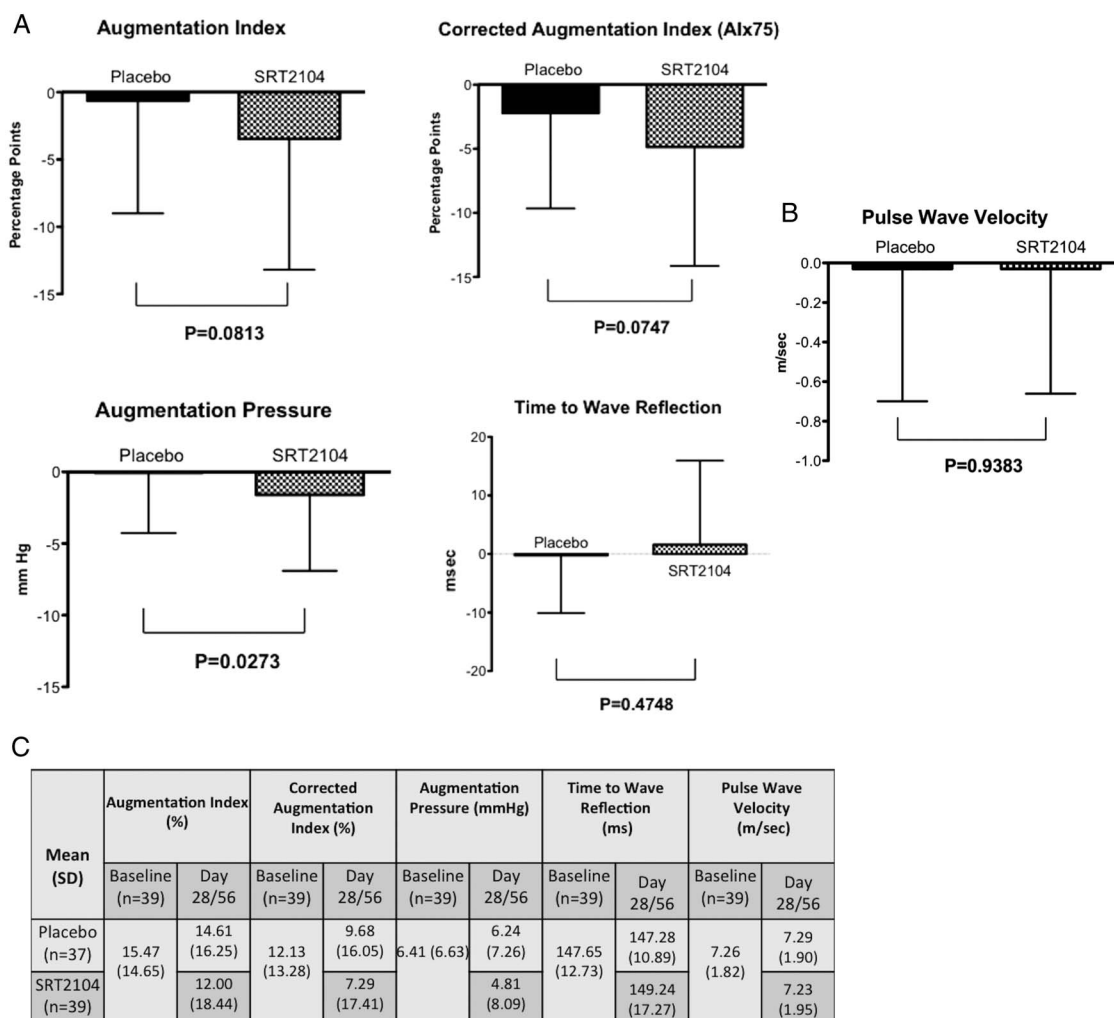 A
Augmentation Index
Placebo SRT2104
0
-5
-10
-15
Percentage Points
P=0.0813
Corrected Augmentation Index (AIx75)
Placebo SRT2104
0
-5
-10
-15
Percentage Points
P=0.0747
B
Pulse Wave Velocity
Placebo SRT2104
0.0
-0.2
-0.4
-0.6
-0.8
-1.0
m/sec
P=0.9383
Augmentation Pressure
Placebo SRT2104
0
-5
-10
-15
mm Hg
P=0.0273
Time to Wave Reflection
20
10
0
-10
-20
msec
Placebo
SRT2104
P=0.4748
C
Mean
(SD)
Augmentation Index
(%)
Corrected
Augmentation
Index (%)
Augmentation
Pressure (mmHg)
Time to Wave
Reflection
(ms)
Pulse Wave
Velocity
(m/sec)
Baseline
(n=39)
Day
28/56
Baseline
(n=39)
Day
28/56
Baseline
(n=39)
Day
28/56
Baseline
(n=39)
Day
28/56
Baseline
(n=39)
Day
28/56
Placebo
(n=37)
15.47
(14.65)
14.61
(16.25)
12.13
(13.28)
9.68
(16.05)
6.41 (6.63)
6.24
(7.26)
147.65
(12.73)
147.28
(10.89)
7.26
(1.82)
7.29
(1.90)
SRT2104
(n=39)
12.00
(18.44)
7.29
(17.41)
4.81
(8.09)
149.24
(17.27)
7.23
(1.95)